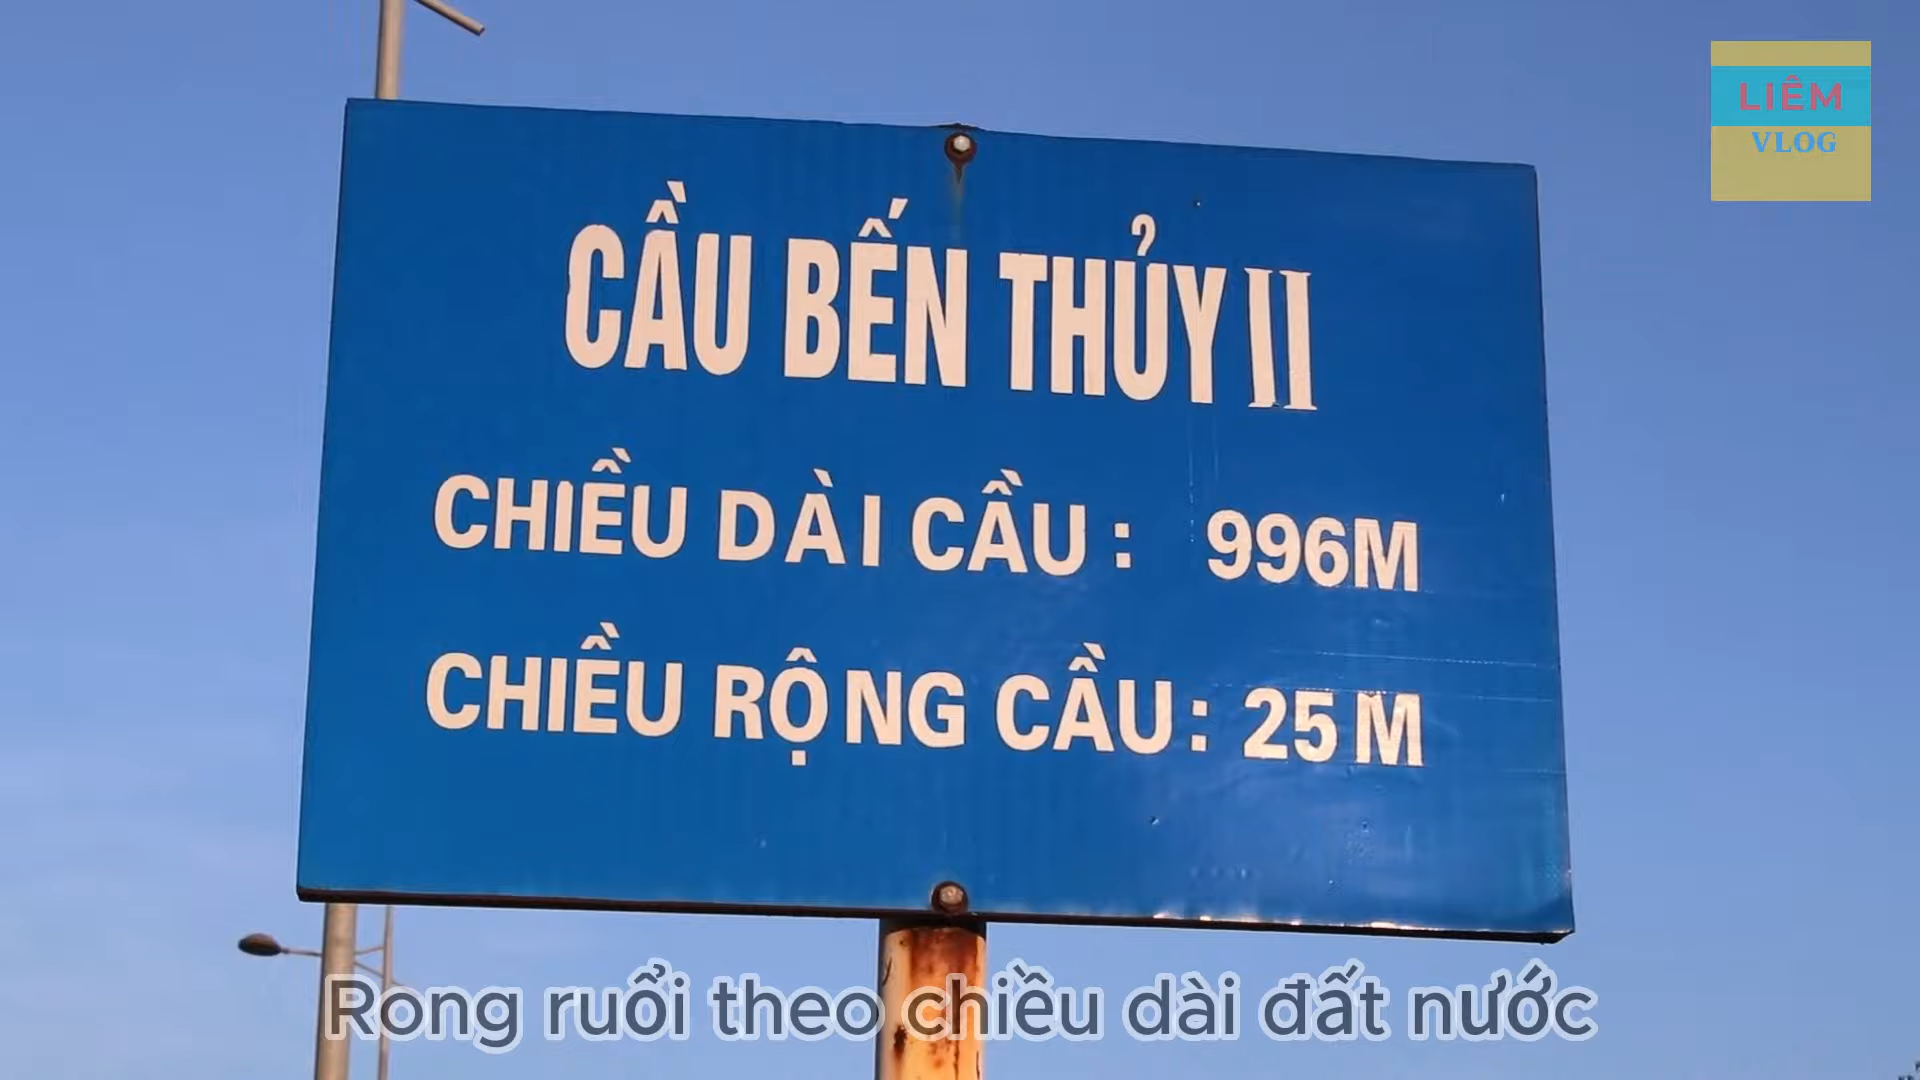 LIÊM
VLOG
CẦU BẾN THỦY II
CHIỀU DÀI CẦU : 996M
CHIỀU RỘNG CẦU : 25 M
Rong ruổi theo chiều dài đất nước